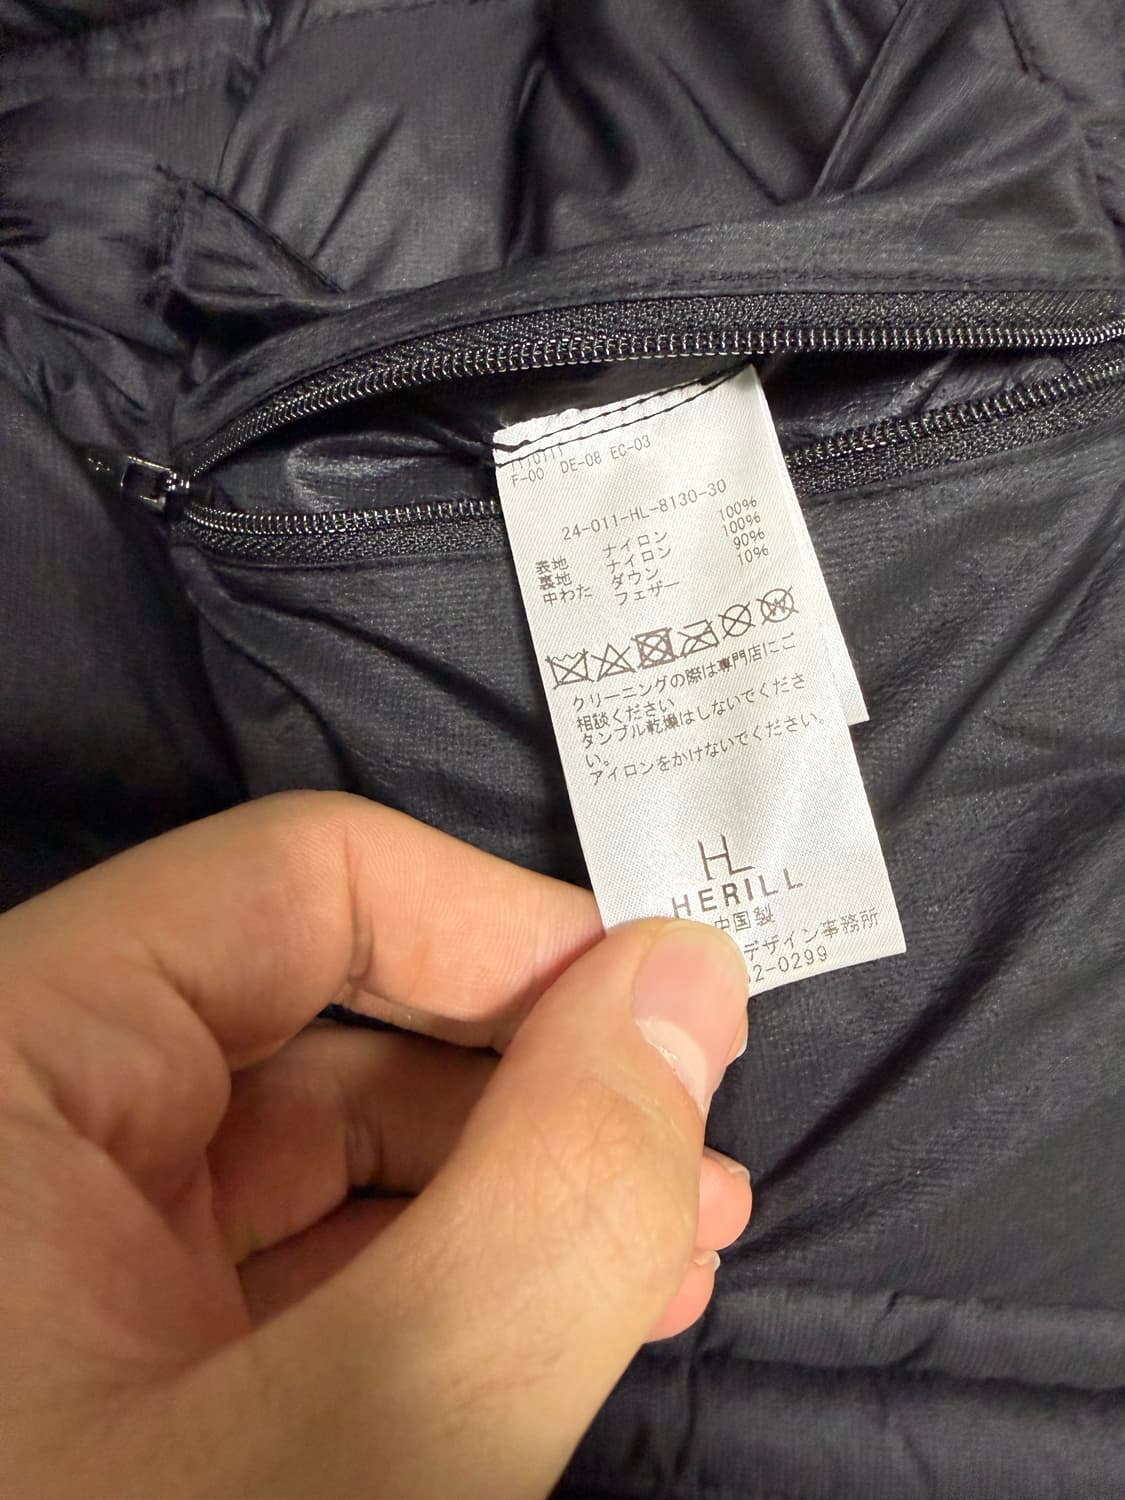 F-00 DE-08 EC-03
24-011-HL-8130-30
表地 ナイロン 100%
裏地 ナイロン 100%
中わた ダウン 90%
フェザー 10%
クリーニングの際は専門店にご
相談ください
タンブル乾燥はしないでくださ
い。
アイロンをかけないでください。
HL
HERILL
中国製
デザイン事務所
2-0299